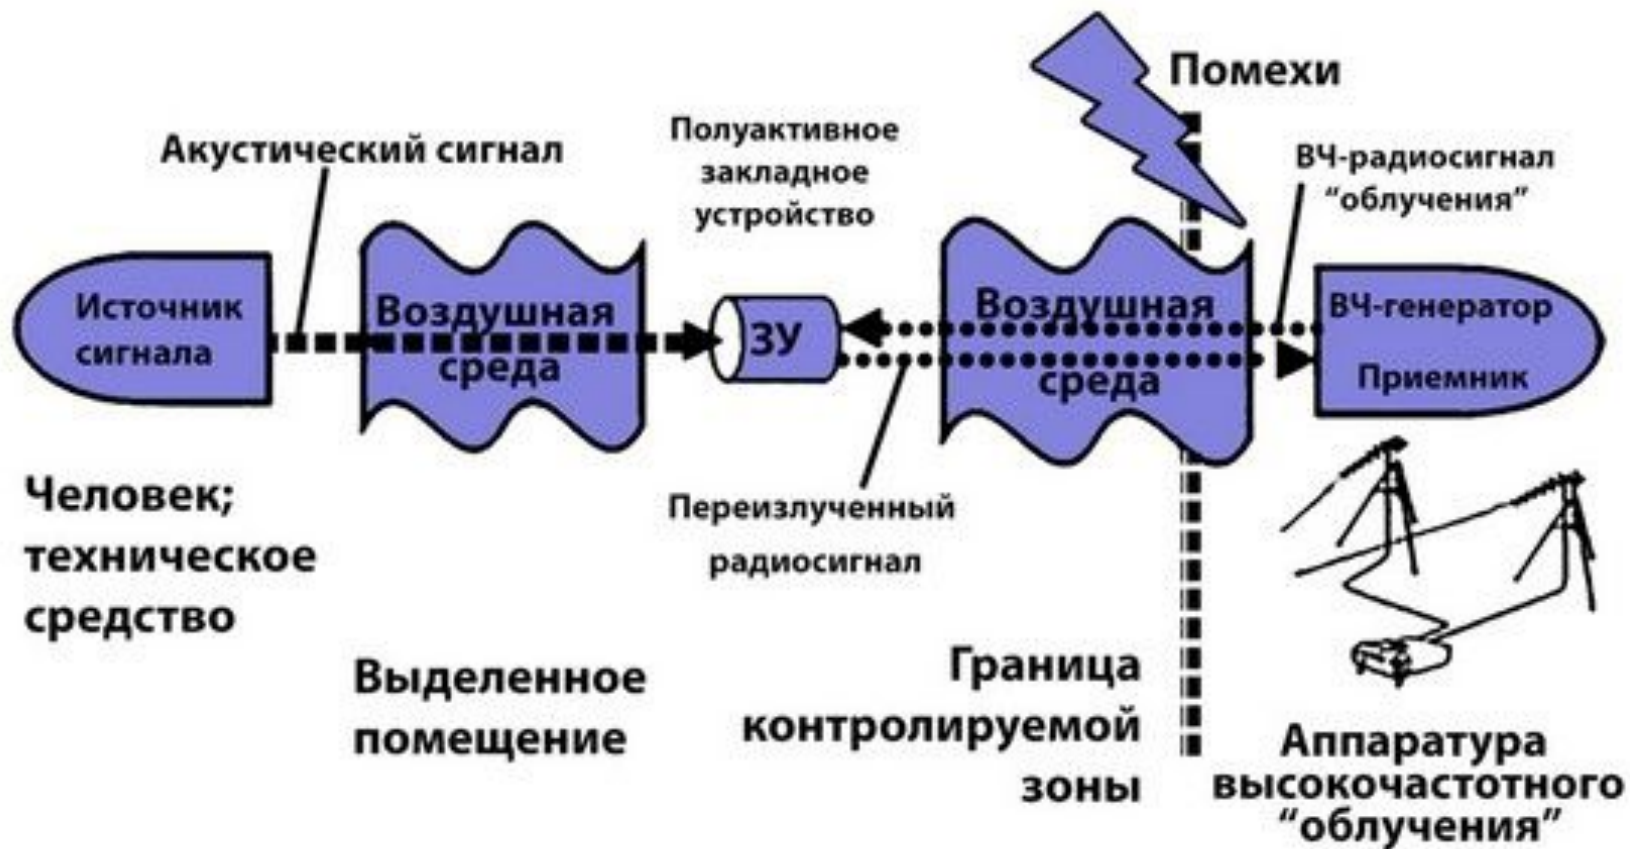 Помехи
Акустический сигнал
Полуактивное
закладное
устройство
ВЧ-радиосигнал
“облучения”
Источник
сигнала
Воздушная
среда
ЗУ
Воздушная
среда
ВЧ-генератор
Приемник
Человек;
техническое
средство
Переизлученный
радиосигнал
Выделенное
помещение
Граница
контролируемой
зоны
Аппаратура
высокочастотного
“облучения”